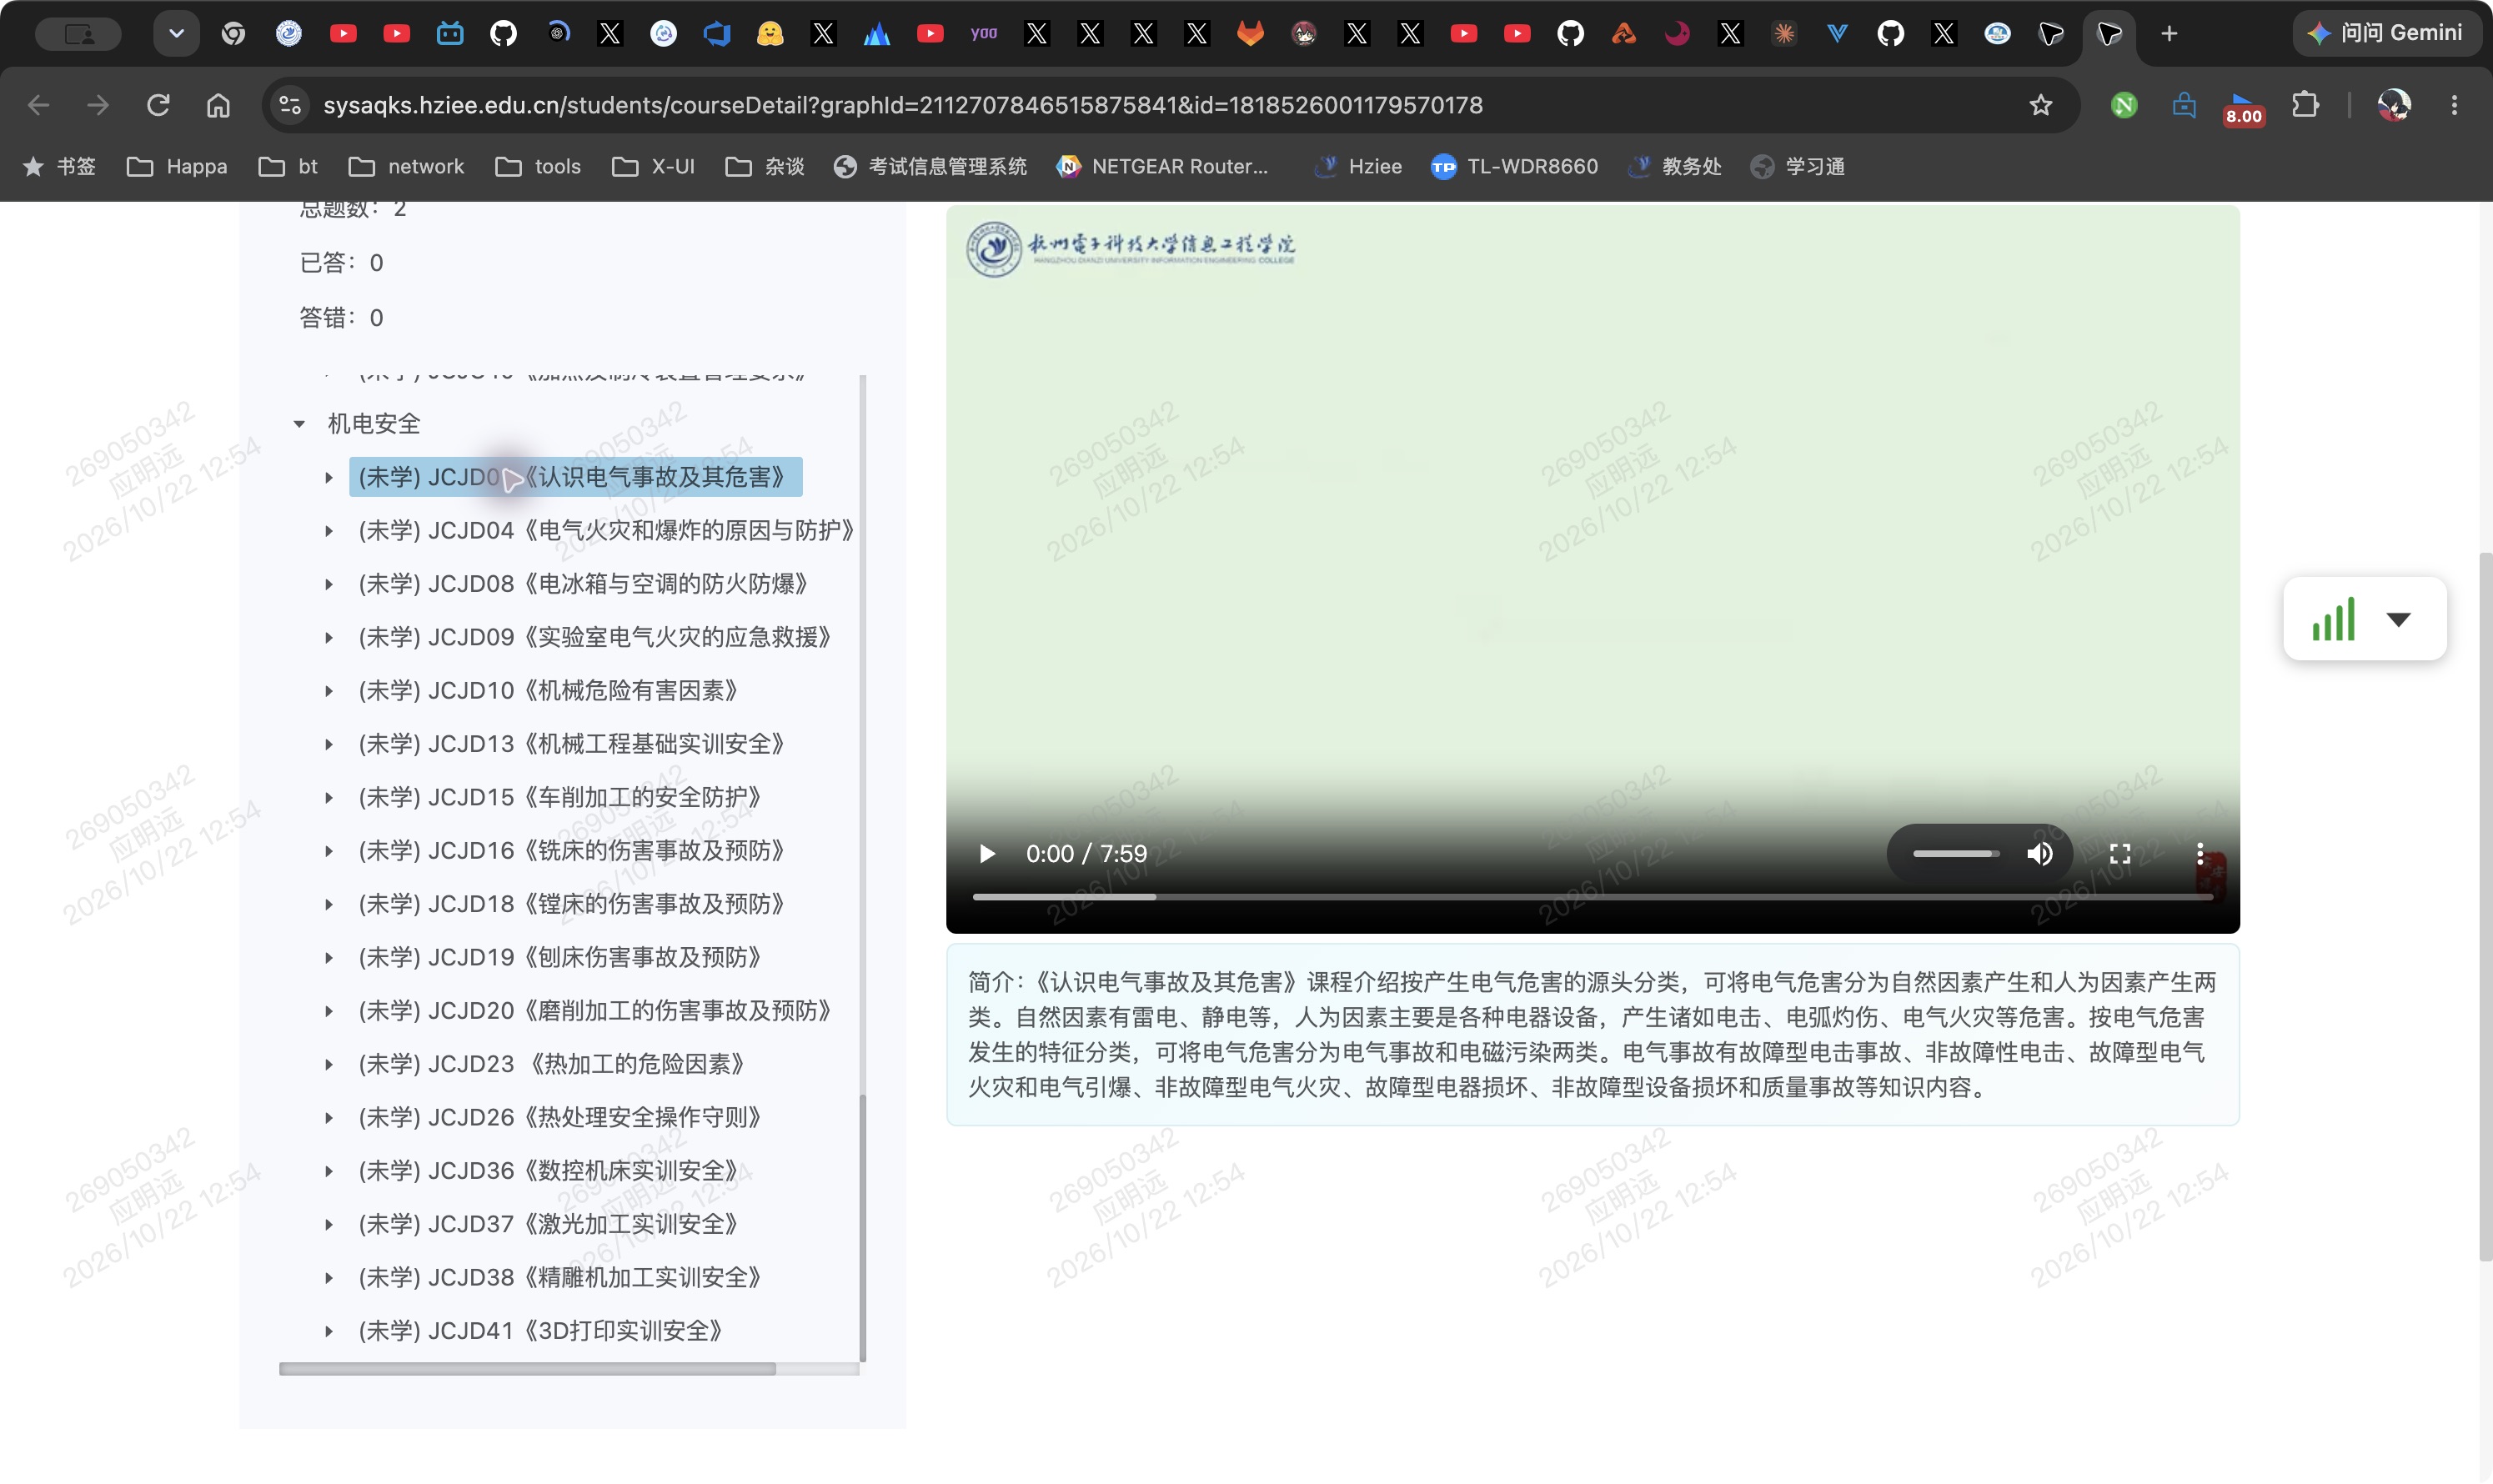 yoo
问问 Gemini
sysaqks.hziee.edu.cn/students/courseDetail?graphId=2112707846515875841&id=1818526001179570178
8.00
书签
Happa
bt
network
tools
X-UI
杂谈
考试信息管理系统
NETGEAR Router...
Hziee
TP
TL-WDR8660
教务处
学习通
总题数：2
已答：0
答错：0
机电安全
(未学) JCJD0 《认识电气事故及其危害》
(未学) JCJD04《电气火灾和爆炸的原因与防护》
(未学) JCJD08《电冰箱与空调的防火防爆》
(未学) JCJD09《实验室电气火灾的应急救援》
(未学) JCJD10《机械危险有害因素》
(未学) JCJD13《机械工程基础实训安全》
(未学) JCJD15《车削加工的安全防护》
(未学) JCJD16《铣床的伤害事故及预防》
(未学) JCJD18《镗床的伤害事故及预防》
(未学) JCJD19《刨床伤害事故及预防》
(未学) JCJD20《磨削加工的伤害事故及预防》
(未学) JCJD23 《热加工的危险因素》
(未学) JCJD26《热处理安全操作守则》
(未学) JCJD36《数控机床实训安全》
(未学) JCJD37《激光加工实训安全》
(未学) JCJD38《精雕机加工实训安全》
(未学) JCJD41《3D打印实训安全》
杭州电子科技大学信息工程学院
HANGZHOU DIANZI UNIVERSITY INFORMATION ENGINEERING COLLEGE
0:00 / 7:59
简介：《认识电气事故及其危害》课程介绍按产生电气危害的源头分类，可将电气危害分为自然因素产生和人为因素产生两
类。自然因素有雷电、静电等，人为因素主要是各种电器设备，产生诸如电击、电弧灼伤、电气火灾等危害。按电气危害
发生的特征分类，可将电气危害分为电气事故和电磁污染两类。电气事故有故障型电击事故、非故障性电击、故障型电气
火灾和电气引爆、非故障型电气火灾、故障型电器损坏、非故障型设备损坏和质量事故等知识内容。
269050342
应明远
2026/10/22 12:54